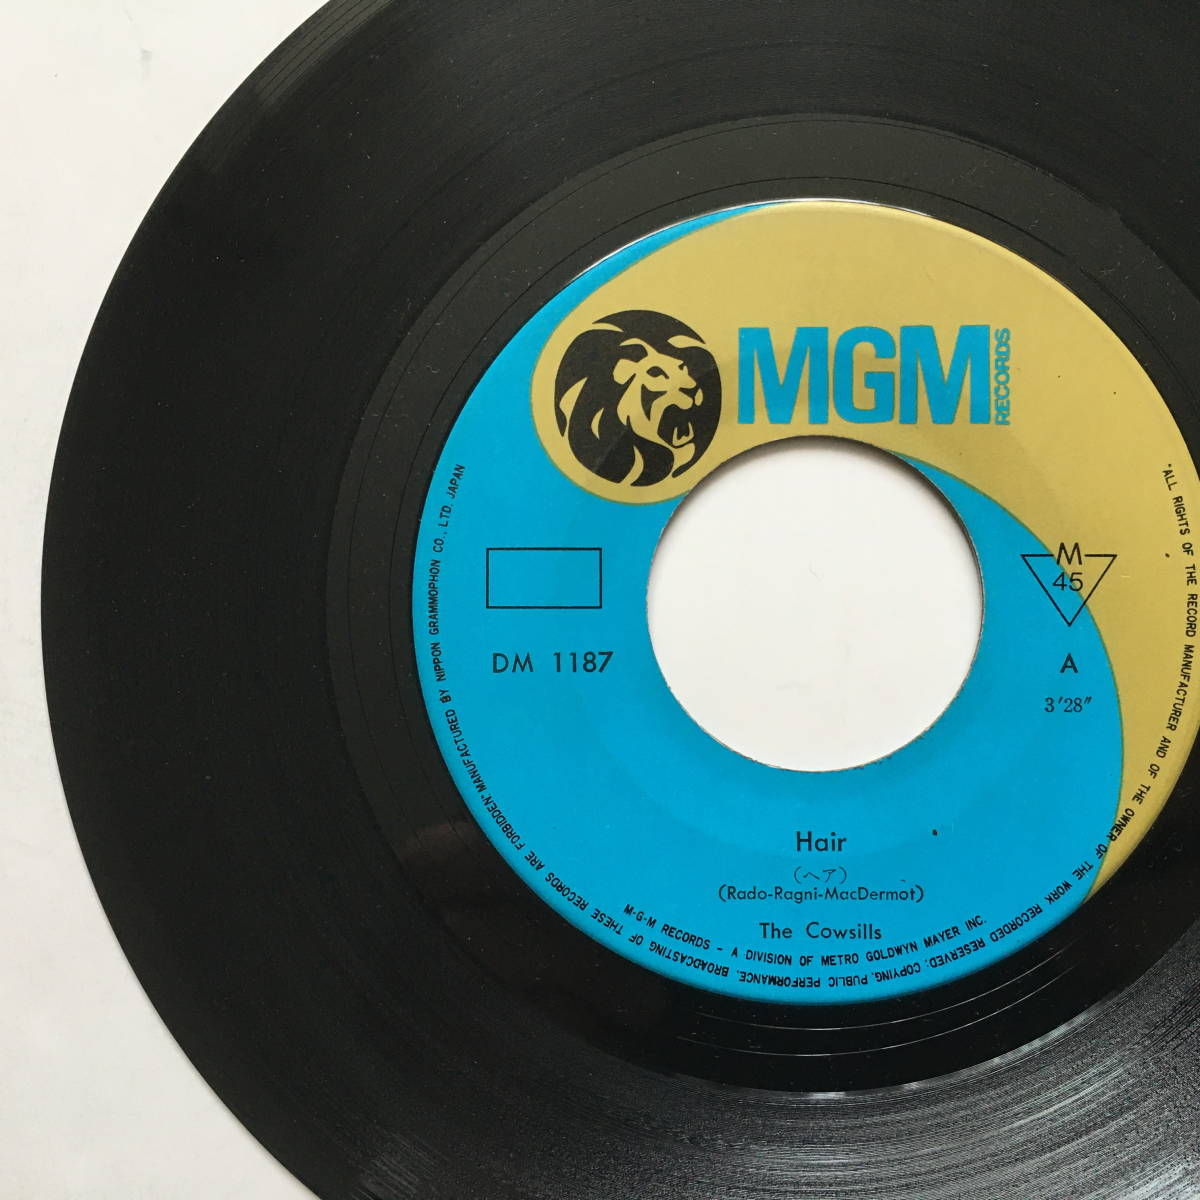 MGM
RECORDS
M
45
DM 1187
A
3'28"
Hair
(ヘア)
(Rado-Ragni-MacDermot)
The Cowsills
M-G-M RECORDS – A DIVISION OF METRO GOLDWYN MAYER INC.
"ALL RIGHTS OF THE RECORD MANUFACTURER AND OF THE OWNER OF THE WORK RECORDED RESERVED. COPYING, PUBLIC PERFORMANCE, BROADCASTING OF THESE RECORDS ARE FORBIDDEN" MANUFACTURED BY NIPPON GRAMMOPHON CO., LTD. JAPAN